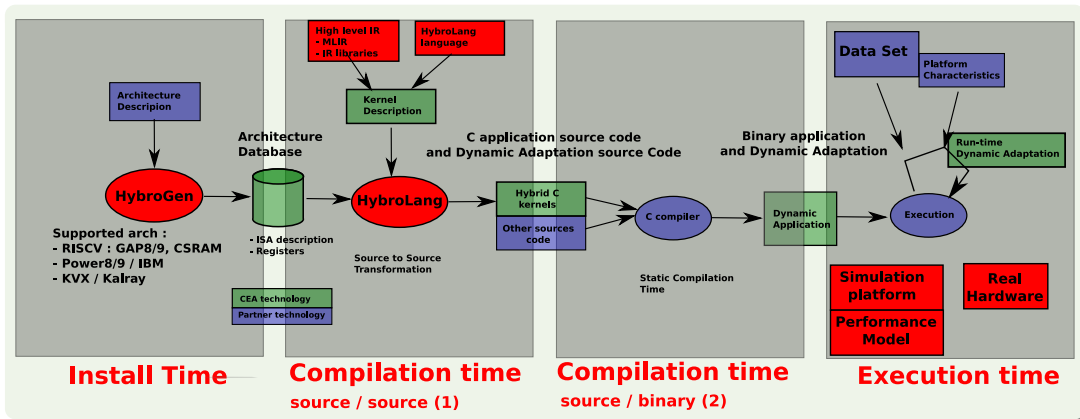 Architecture
Descripion
HybroGen
Supported arch :
- RISCV : GAP8/9, CSRAM
- Power8/9 / IBM
- KVX / Kalray
Install Time
Architecture
Database
- ISA description
- Registers
CEA technology
Partner technology
High level IR
- MLIR
- IR libraries
HybroLang
language
Kernel
Description
HybroLang
Source to Source
Transformation
Compilation time
source / source (1)
C application source code
and Dynamic Adaptation source Code
Hybrid C
kernels
Other sources
code
C compiler
Static Compilation
Time
Compilation time
source / binary (2)
Binary application
and Dynamic Adaptation
Dynamic
Application
Data Set
Platform
Characteristics
Run-time
Dynamic Adaptation
Execution
Simulation
platform
Performance
Model
Real
Hardware
Execution time